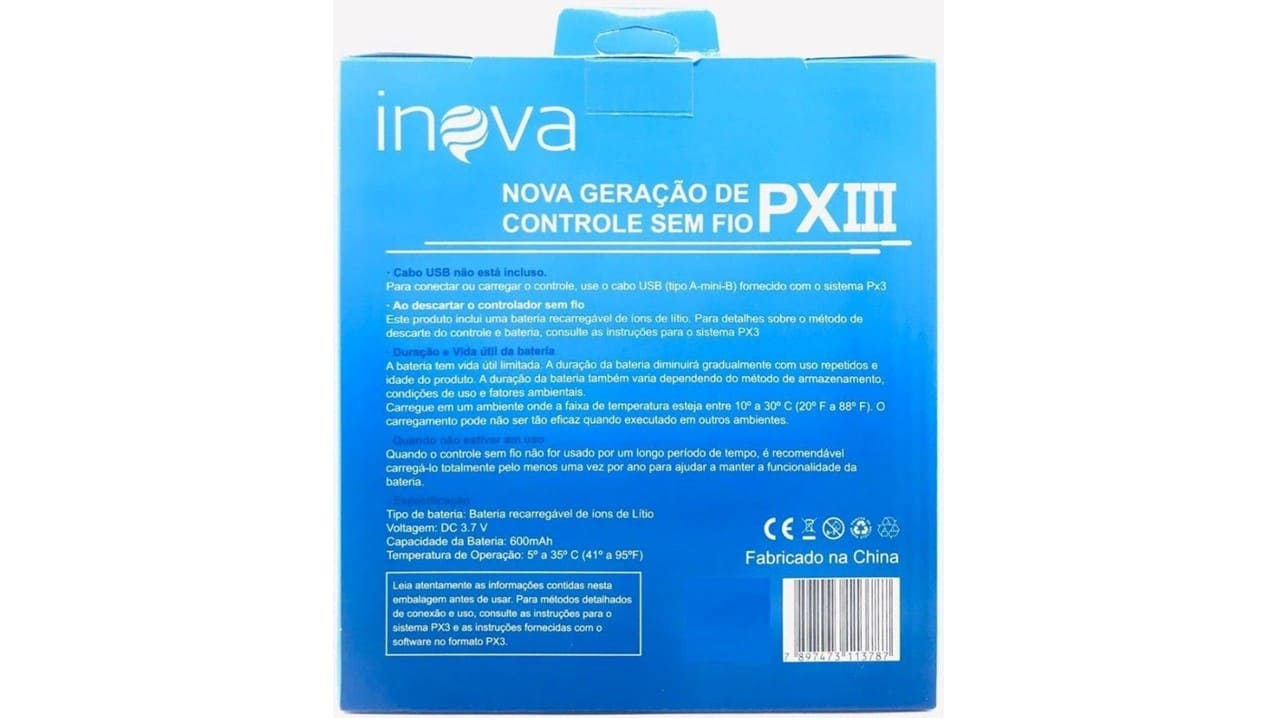 inova
NOVA GERAÇÃO DE
CONTROLE SEM FIO PXIII
· Cabo USB não está incluso.
Para conectar ou carregar o controle, use o cabo USB (tipo A-mini-B) fornecido com o sistema Px3
· Ao descartar o controlador sem fio
Este produto inclui uma bateria recarregável de íons de lítio. Para detalhes sobre o método de
descarte do controle e bateria, consulte as instruções para o sistema PX3
· Duração e Vida útil da bateria
A bateria tem vida útil limitada. A duração da bateria diminuirá gradualmente com uso repetidos e
idade do produto. A duração da bateria também varia dependendo do método de armazenamento,
condições de uso e fatores ambientais.
Carregue em um ambiente onde a faixa de temperatura esteja entre 10º a 30º C (20º F a 88º F). O
carregamento pode não ser tão eficaz quando executado em outros ambientes.
· Quando não estiver em uso
Quando o controle sem fio não for usado por um longo período de tempo, é recomendável
carregá-lo totalmente pelo menos uma vez por ano para ajudar a manter a funcionalidade da
bateria.
· Especificação
Tipo de bateria: Bateria recarregável de íons de Lítio
Voltagem: DC 3.7 V
Capacidade da Bateria: 600mAh
Temperatura de Operação: 5º a 35º C (41º a 95ºF)
Leia atentamente as informações contidas nesta
embalagem antes de usar. Para métodos detalhados
de conexão e uso, consulte as instruções para o
sistema PX3 e as instruções fornecidas com o
software no formato PX3.
CE
Fabricado na China
7 897473 113787